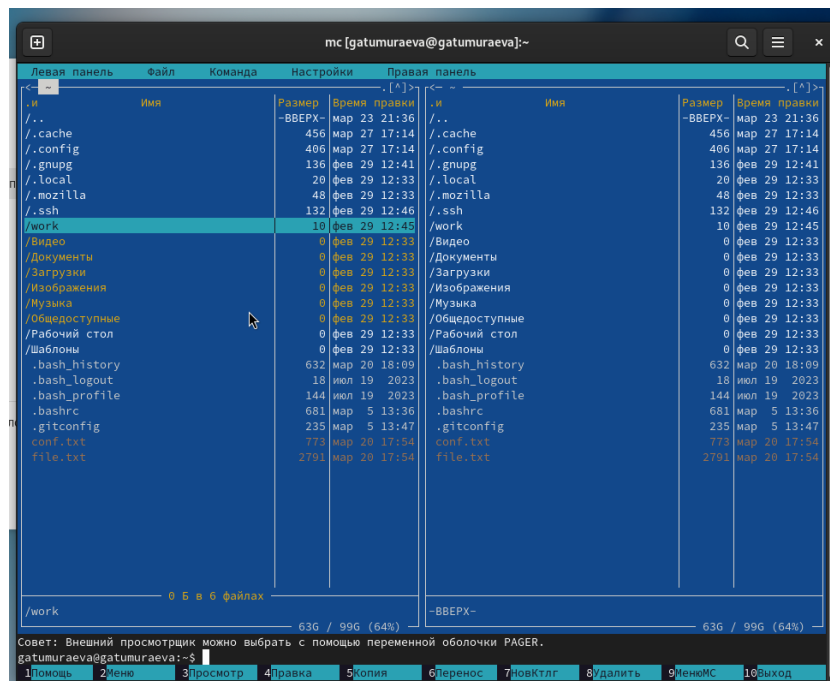 mc [gatumuraeva@gatumuraeva]:~
Левая панель Файл Команда Настройки Правая панель
<— ~ .[^]> <— ~ .[^]>
.и Имя Размер Время правки .и Имя Размер Время правки
/.. -ВВЕРХ- мар 23 21:36 /.. -ВВЕРХ- мар 23 21:36
/.cache 456 мар 27 17:14 /.cache 456 мар 27 17:14
/.config 406 мар 27 17:14 /.config 406 мар 27 17:14
/.gnupg 136 фев 29 12:41 /.gnupg 136 фев 29 12:41
/.local 20 фев 29 12:33 /.local 20 фев 29 12:33
/.mozilla 48 фев 29 12:33 /.mozilla 48 фев 29 12:33
/.ssh 132 фев 29 12:46 /.ssh 132 фев 29 12:46
/work 10 фев 29 12:45 /work 10 фев 29 12:45
/Видео 0 фев 29 12:33 /Видео 0 фев 29 12:33
/Документы 0 фев 29 12:33 /Документы 0 фев 29 12:33
/Загрузки 0 фев 29 12:33 /Загрузки 0 фев 29 12:33
/Изображения 0 фев 29 12:33 /Изображения 0 фев 29 12:33
/Музыка 0 фев 29 12:33 /Музыка 0 фев 29 12:33
/Общедоступные 0 фев 29 12:33 /Общедоступные 0 фев 29 12:33
/Рабочий стол 0 фев 29 12:33 /Рабочий стол 0 фев 29 12:33
/Шаблоны 0 фев 29 12:33 /Шаблоны 0 фев 29 12:33
.bash_history 632 мар 20 18:09 .bash_history 632 мар 20 18:09
.bash_logout 18 июл 19 2023 .bash_logout 18 июл 19 2023
.bash_profile 144 июл 19 2023 .bash_profile 144 июл 19 2023
.bashrc 681 мар 5 13:36 .bashrc 681 мар 5 13:36
.gitconfig 235 мар 5 13:47 .gitconfig 235 мар 5 13:47
conf.txt 773 мар 20 17:54 conf.txt 773 мар 20 17:54
file.txt 2791 мар 20 17:54 file.txt 2791 мар 20 17:54
0 Б в 6 файлах
/work -ВВЕРХ-
63G / 99G (64%) 63G / 99G (64%)
Совет: Внешний просмотрщик можно выбрать с помощью переменной оболочки PAGER.
gatumuraeva@gatumuraeva:~$
1Помощь 2Меню 3Просмотр 4Правка 5Копия 6Перенос 7НовКтлг 8Удалить 9МенюMC 10Выход